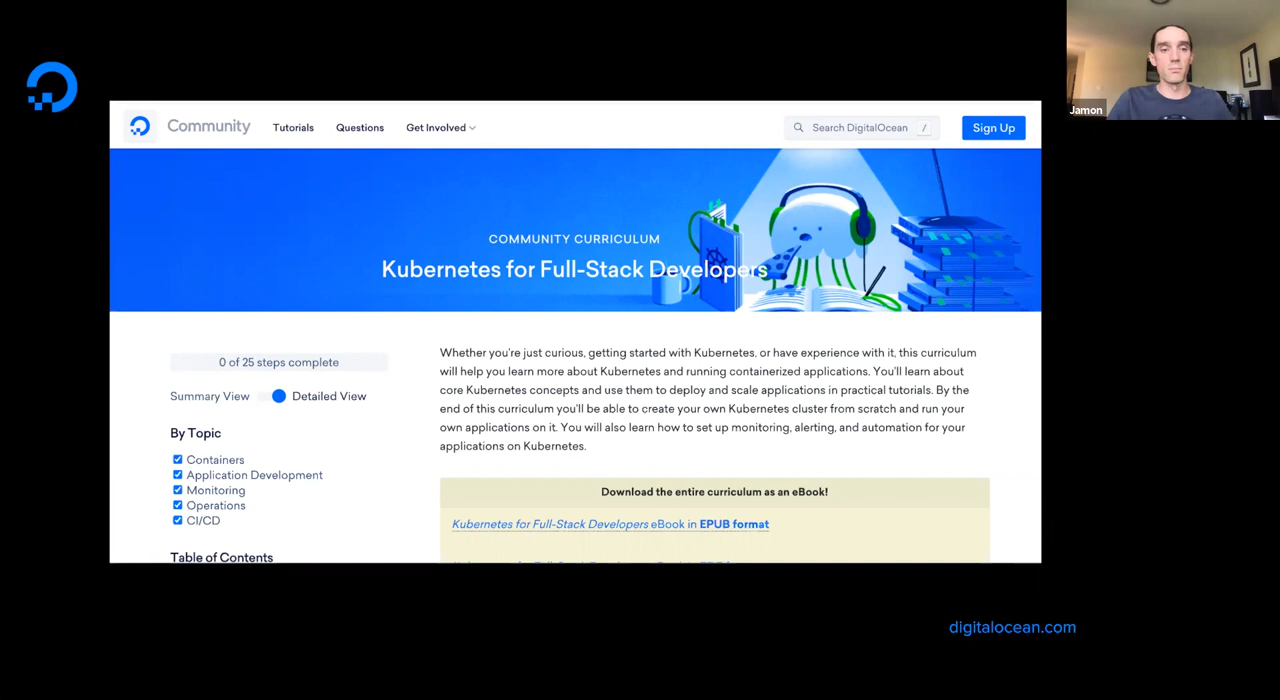 Jamon
Community
Tutorials
Questions
Get Involved
Search DigitalOcean
/
Sign Up
COMMUNITY CURRICULUM
Kubernetes for Full-Stack Developers
0 of 25 steps complete
Summary View
Detailed View
By Topic
Containers
Application Development
Monitoring
Operations
CI/CD
Table of Contents
Whether you're just curious, getting started with Kubernetes, or have experience with it, this curriculum
will help you learn more about Kubernetes and running containerized applications. You'll learn about
core Kubernetes concepts and use them to deploy and scale applications in practical tutorials. By the
end of this curriculum you'll be able to create your own Kubernetes cluster from scratch and run your
own applications on it. You will also learn how to set up monitoring, alerting, and automation for your
applications on Kubernetes.
Download the entire curriculum as an eBook!
Kubernetes for Full-Stack Developers eBook in EPUB format
digitalocean.com